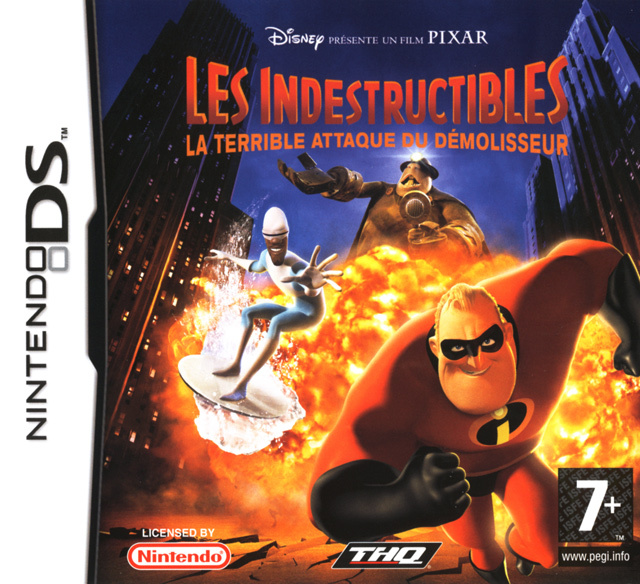 NINTENDO DS™
Disney PRÉSENTE UN FILM PIXAR
LES INDESTRUCTIBLES
LA TERRIBLE ATTAQUE DU DÉMOLISSEUR
LICENSED BY
Nintendo
THQ
7+
™
www.pegi.info